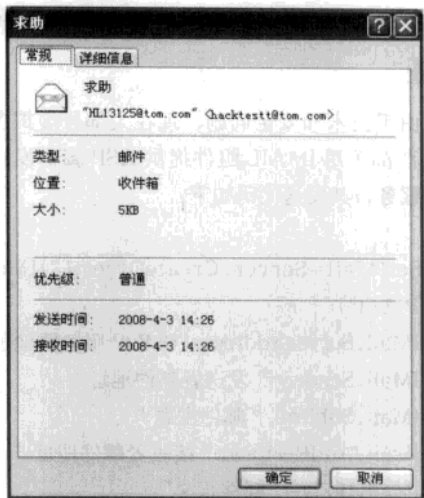 求助
常规 详细信息
求助
"HL13125@tom.com" <hacktestt@tom.com>
类型: 邮件
位置: 收件箱
大小: 5KB
优先级: 普通
发送时间: 2008-4-3 14:26
接收时间: 2008-4-3 14:26
确定 取消